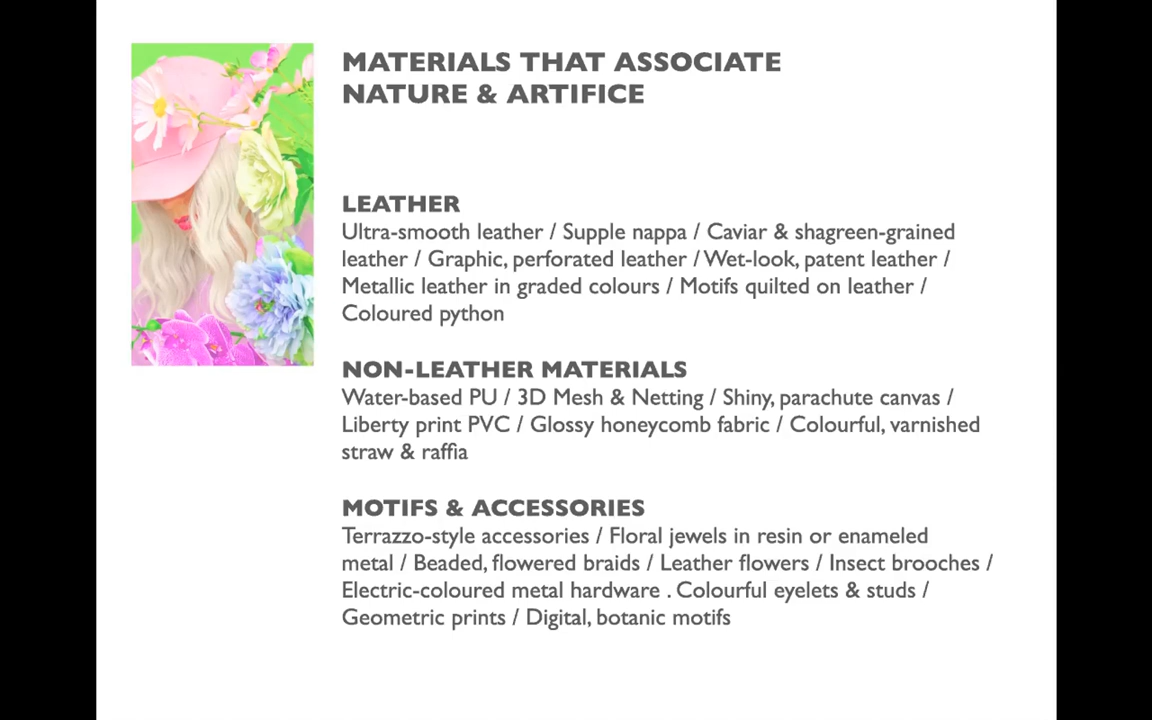 MATERIALS THAT ASSOCIATE
NATURE & ARTIFICE
LEATHER
Ultra-smooth leather / Supple nappa / Caviar & shagreen-grained
leather / Graphic, perforated leather / Wet-look, patent leather /
Metallic leather in graded colours / Motifs quilted on leather /
Coloured python
NON-LEATHER MATERIALS
Water-based PU / 3D Mesh & Netting / Shiny, parachute canvas /
Liberty print PVC / Glossy honeycomb fabric / Colourful, varnished
straw & raffia
MOTIFS & ACCESSORIES
Terrazzo-style accessories / Floral jewels in resin or enameled
metal / Beaded, flowered braids / Leather flowers / Insect brooches /
Electric-coloured metal hardware . Colourful eyelets & studs /
Geometric prints / Digital, botanic motifs